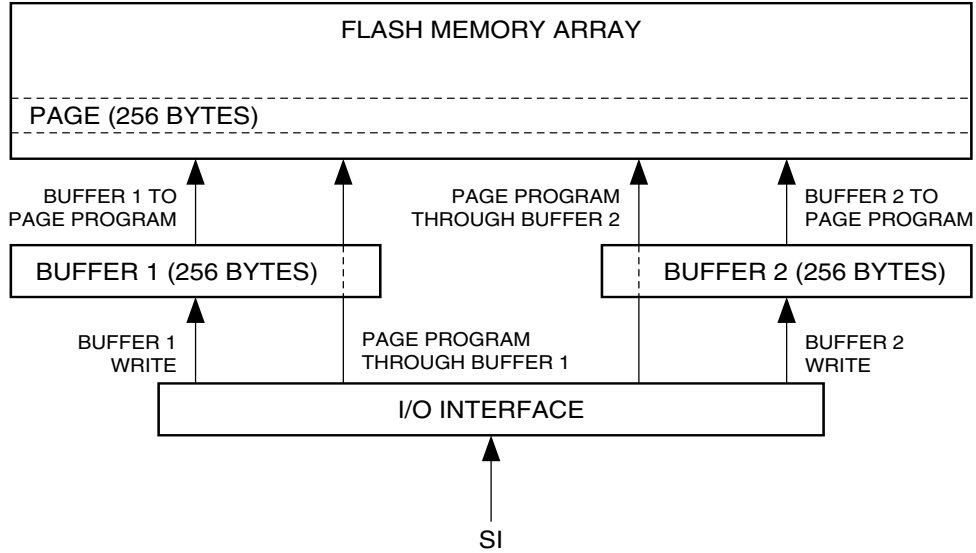 FLASH MEMORY ARRAY
PAGE (256 BYTES)
BUFFER 1 TO
PAGE PROGRAM
PAGE PROGRAM
THROUGH BUFFER 2
BUFFER 2 TO
PAGE PROGRAM
BUFFER 1 (256 BYTES)
BUFFER 2 (256 BYTES)
BUFFER 1
WRITE
PAGE PROGRAM
THROUGH BUFFER 1
BUFFER 2
WRITE
I/O INTERFACE
SI